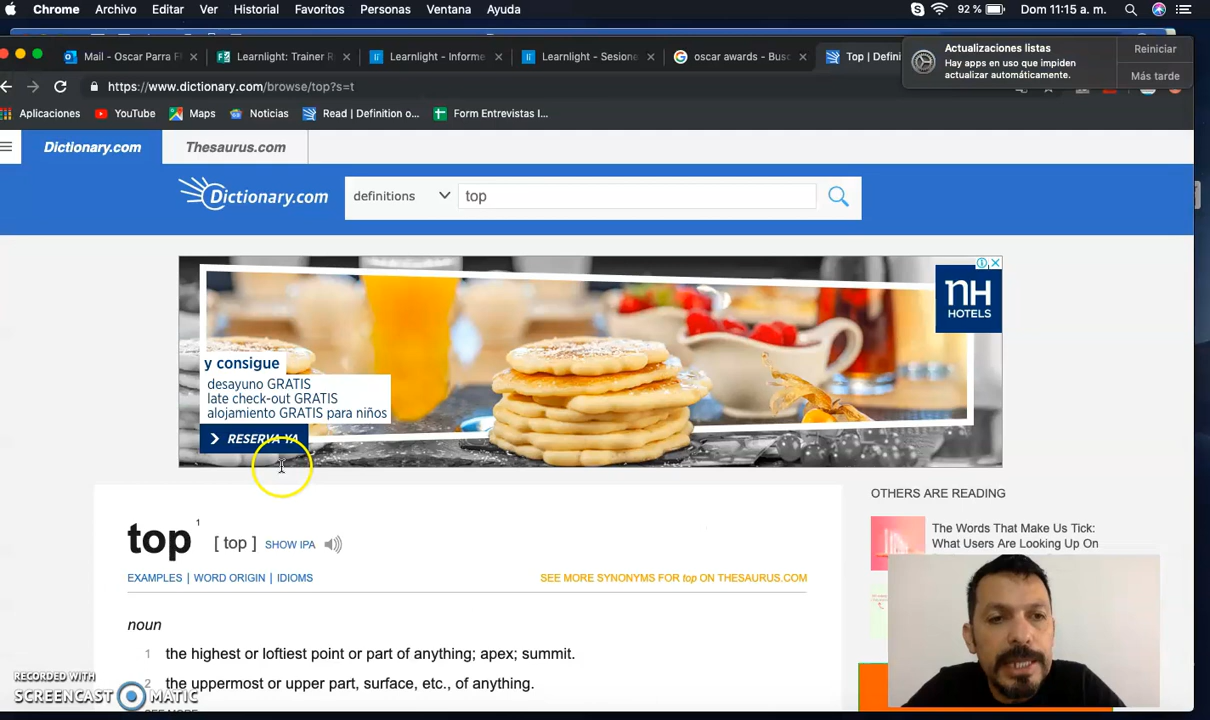 Chrome Archivo Editar Ver Historial Favoritos Personas Ventana Ayuda 92 % Dom 11:15 a. m.
Mail - Oscar Parra F Learnlight: Trainer R Learnlight - Informe Learnlight - Sesione oscar awards - Busc Top | Defini
Actualizaciones listas
Hay apps en uso que impiden
actualizar automáticamente.
Reiniciar
Más tarde
https://www.dictionary.com/browse/top?s=t
Aplicaciones YouTube Maps Noticias Read | Definition o... Form Entrevistas I...
Dictionary.com Thesaurus.com
Dictionary.com definitions top
nH
HOTELS
y consigue
desayuno GRATIS
late check-out GRATIS
alojamiento GRATIS para niños
RESERVA YA
top 1 [ top ] SHOW IPA
EXAMPLES | WORD ORIGIN | IDIOMS
SEE MORE SYNONYMS FOR top ON THESAURUS.COM
noun
1 the highest or loftiest point or part of anything; apex; summit.
2 the uppermost or upper part, surface, etc., of anything.
OTHERS ARE READING
The Words That Make Us Tick:
What Users Are Looking Up On
RECORDED WITH
SCREENCAST MATIC